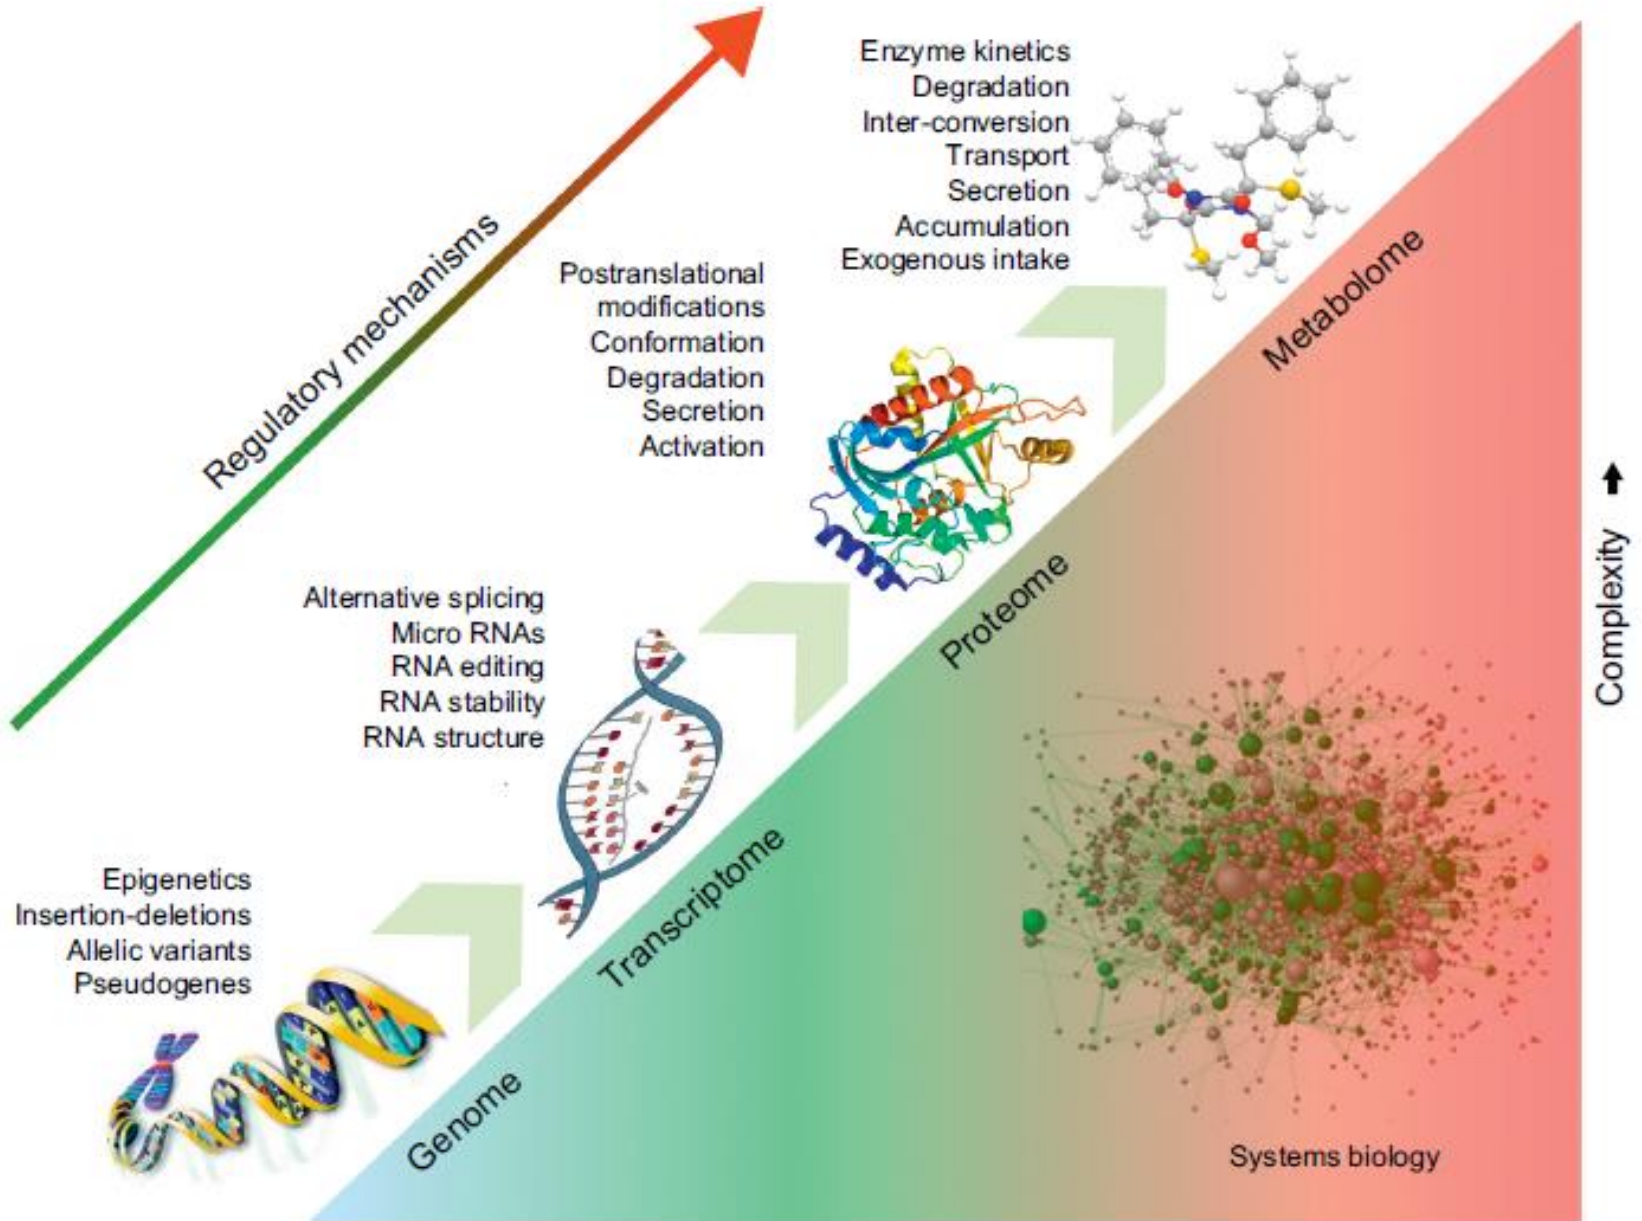 Regulatory mechanisms
Enzyme kinetics
Degradation
Inter-conversion
Transport
Secretion
Accumulation
Exogenous intake
Metabolome
Postranslational
modifications
Conformation
Degradation
Secretion
Activation
Proteome
Alternative splicing
Micro RNAs
RNA editing
RNA stability
RNA structure
Transcriptome
Epigenetics
Insertion-deletions
Allelic variants
Pseudogenes
Genome
Complexity
Systems biology